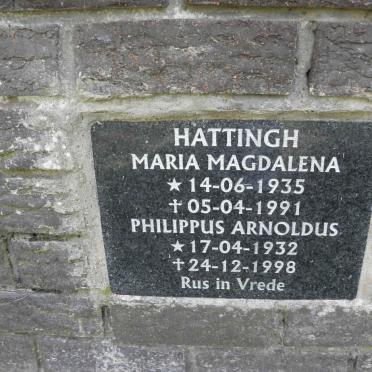 HATTINGH
MARIA MAGDALENA
★ 14-06-1935
† 05-04-1991
PHILIPPUS ARNOLDUS
★ 17-04-1932
† 24-12-1998
Rus in Vrede